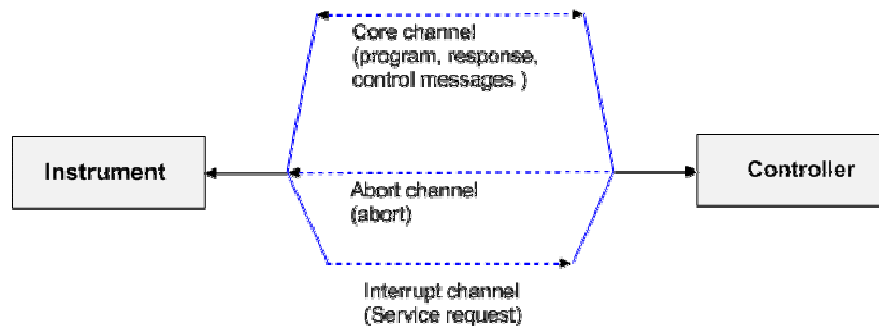 Core channel
(program, response,
control messages )
Instrument
Controller
Abort channel
(abort)
Interrupt channel
(Service request)